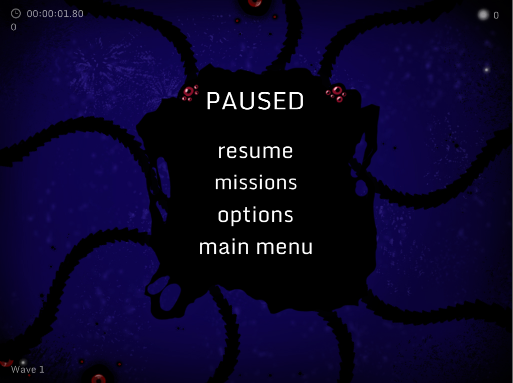 00:00:01.80
0
0
PAUSED
resume
missions
options
main menu
Wave 1